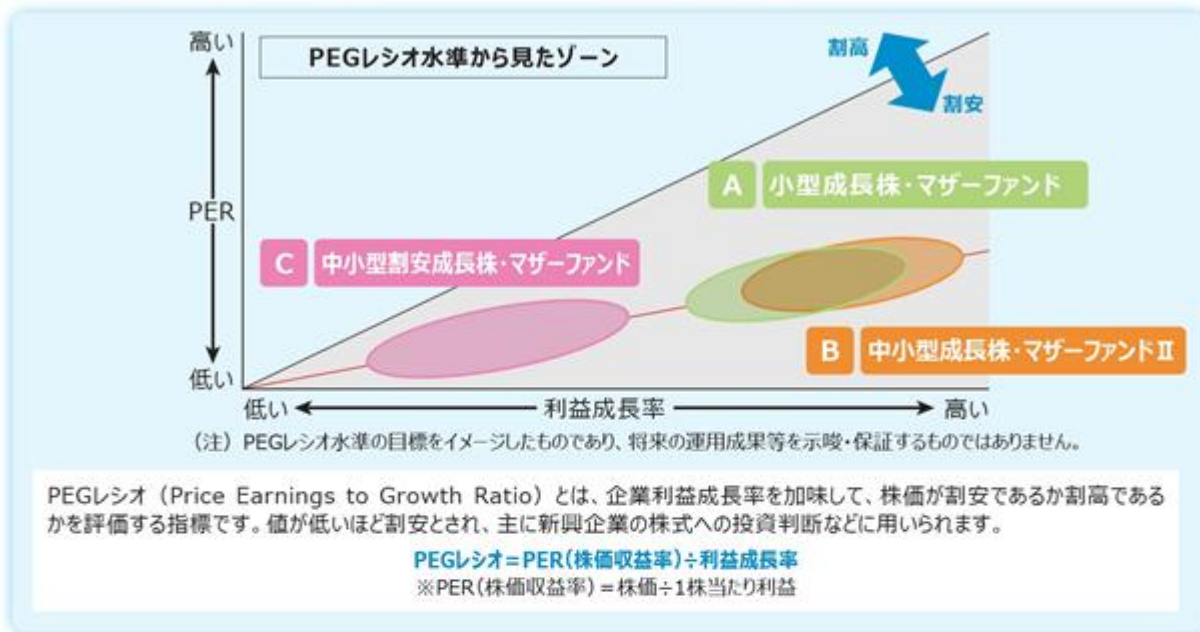 高い
PEGレシオ水準から見たゾーン
割高
割安
A 小型成長株・マザーファンド
PER
C 中小型割安成長株・マザーファンド
B 中小型成長株・マザーファンドⅡ
低い
低い 利益成長率 高い
（注）PEGレシオ水準の目標をイメージしたものであり、将来の運用成果等を示唆・保証するものではありません。
PEGレシオ（Price Earnings to Growth Ratio）とは、企業利益成長率を加味して、株価が割安であるか割高である
かを評価する指標です。値が低いほど割安とされ、主に新興企業の株式への投資判断などに用いられます。
PEGレシオ＝PER（株価収益率）÷利益成長率
※PER（株価収益率）＝株価÷1株当たり利益